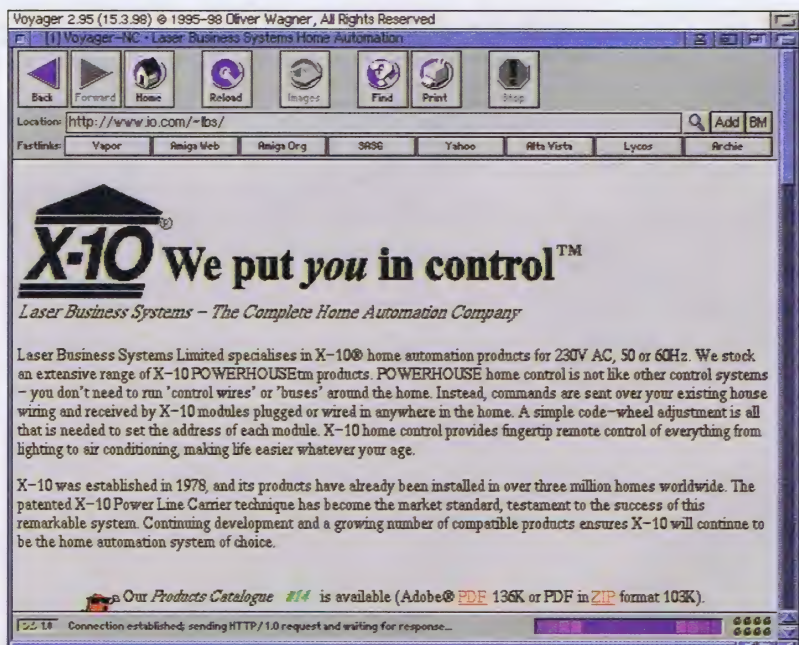 Voyager 2.95 (15.3.98) © 1995-98 Oliver Wagner, All Rights Reserved
[1] Voyager-NC · Laser Business Systems Home Automation
Back Forward Home Reload Images Find Print Stop
Location: http://www.io.com/~lbs/ Add BM
Fastlinks: Vapor Amiga Web Amiga Org SASG Yahoo Alta Vista Lycos Archie
X-10® We put you in control™
Laser Business Systems – The Complete Home Automation Company
Laser Business Systems Limited specialises in X-10® home automation products for 230V AC, 50 or 60Hz. We stock
an extensive range of X-10 POWERHOUSEtm products. POWERHOUSE home control is not like other control systems
– you don't need to run 'control wires' or 'buses' around the home. Instead, commands are sent over your existing house
wiring and received by X-10 modules plugged or wired in anywhere in the home. A simple code-wheel adjustment is all
that is needed to set the address of each module. X-10 home control provides fingertip remote control of everything from
lighting to air conditioning, making life easier whatever your age.
X-10 was established in 1978, and its products have already been installed in over three million homes worldwide. The
patented X-10 Power Line Carrier technique has become the market standard, testament to the success of this
remarkable system. Continuing development and a growing number of compatible products ensures X-10 will continue to
be the home automation system of choice.
Our Products Catalogue #14 is available (Adobe® PDF 136K or PDF in ZIP format 103K).
Connection established; sending HTTP/1.0 request and waiting for response...